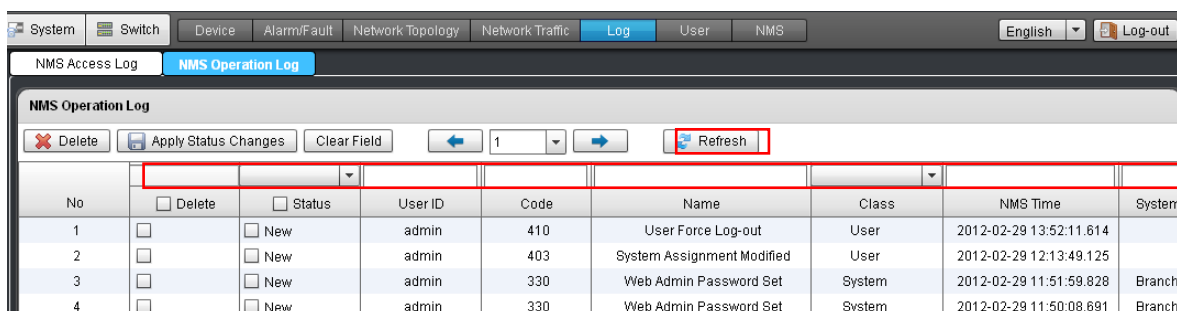 System Switch Device Alarm/Fault Network Topology Network Traffic Log User NMS English Log-out
NMS Access Log NMS Operation Log
NMS Operation Log
Delete Apply Status Changes Clear Field 1 Refresh
No Delete Status User ID Code Name Class NMS Time System
1 New admin 410 User Force Log-out User 2012-02-29 13:52:11.614
2 New admin 403 System Assignment Modified User 2012-02-29 12:13:49.125
3 New admin 330 Web Admin Password Set System 2012-02-29 11:51:59.828 Branch
4 New admin 330 Web Admin Password Set System 2012-02-29 11:50:08.691 Branch